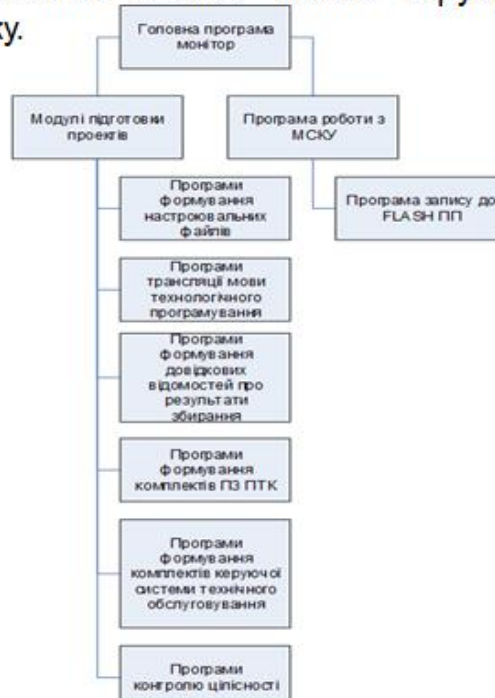 ку.
Головна програма
монітор
Модулі підготовки
проектів
Програма роботи з
МСКУ
Програми
формування
настроювальних
файлів
Програма запису до
FLASH ПП
Програми
трансляції мови
технологічного
програмування
Програми
формування
довідкових
відомостей про
результати
збирання
Програми
формування
комплектів ПЗ ПТК
Програми
формування
комплектів керуючої
системи технічного
обслуговування
Програми
контролю цілісності